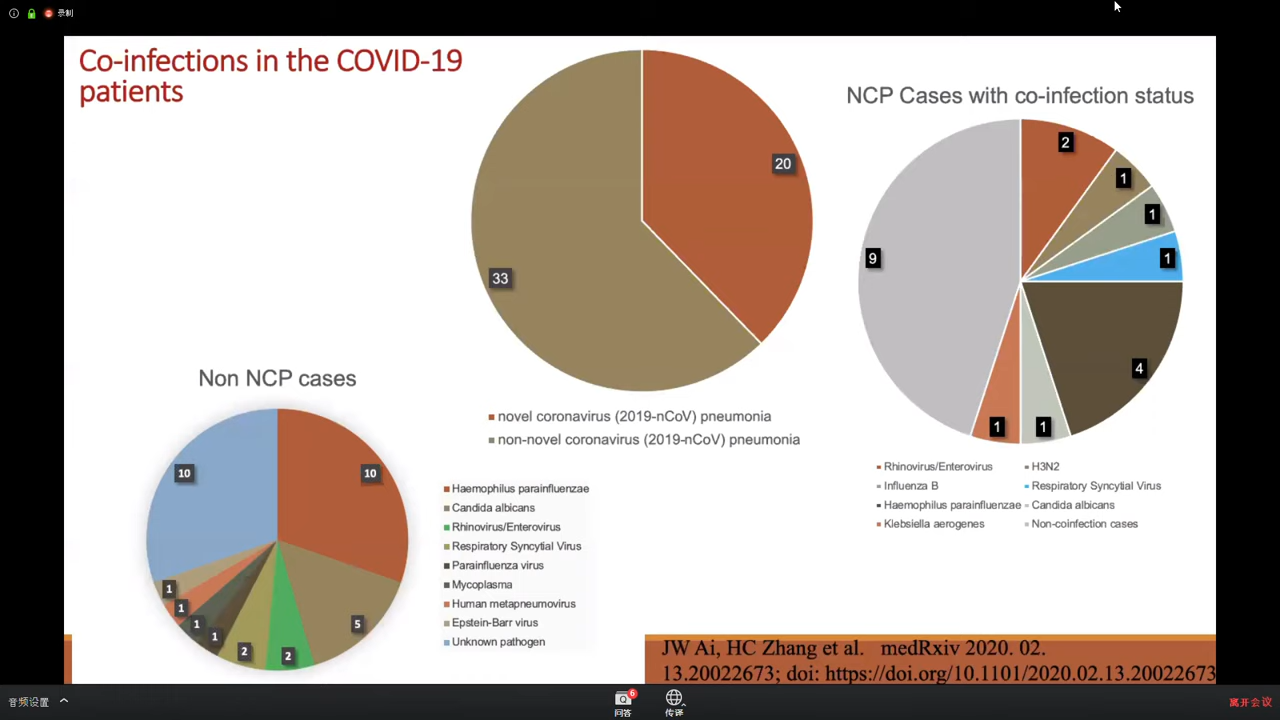 录制
Co-infections in the COVID-19
patients
20
33
novel coronavirus (2019-nCoV) pneumonia
non-novel coronavirus (2019-nCoV) pneumonia
NCP Cases with co-infection status
2
1
1
1
9
4
1
1
Rhinovirus/Enterovirus
H3N2
Influenza B
Respiratory Syncytial Virus
Haemophilus parainfluenzae
Candida albicans
Klebsiella aerogenes
Non-coinfection cases
Non NCP cases
10
10
1
1
1
1
2
2
5
Haemophilus parainfluenzae
Candida albicans
Rhinovirus/Enterovirus
Respiratory Syncytial Virus
Parainfluenza virus
Mycoplasma
Human metapneumovirus
Epstein-Barr virus
Unknown pathogen
JW Ai, HC Zhang et al. medRxiv 2020. 02.
13.20022673; doi: https://doi.org/10.1101/2020.02.13.20022673
音频设置
6
问答
传译
离开会议